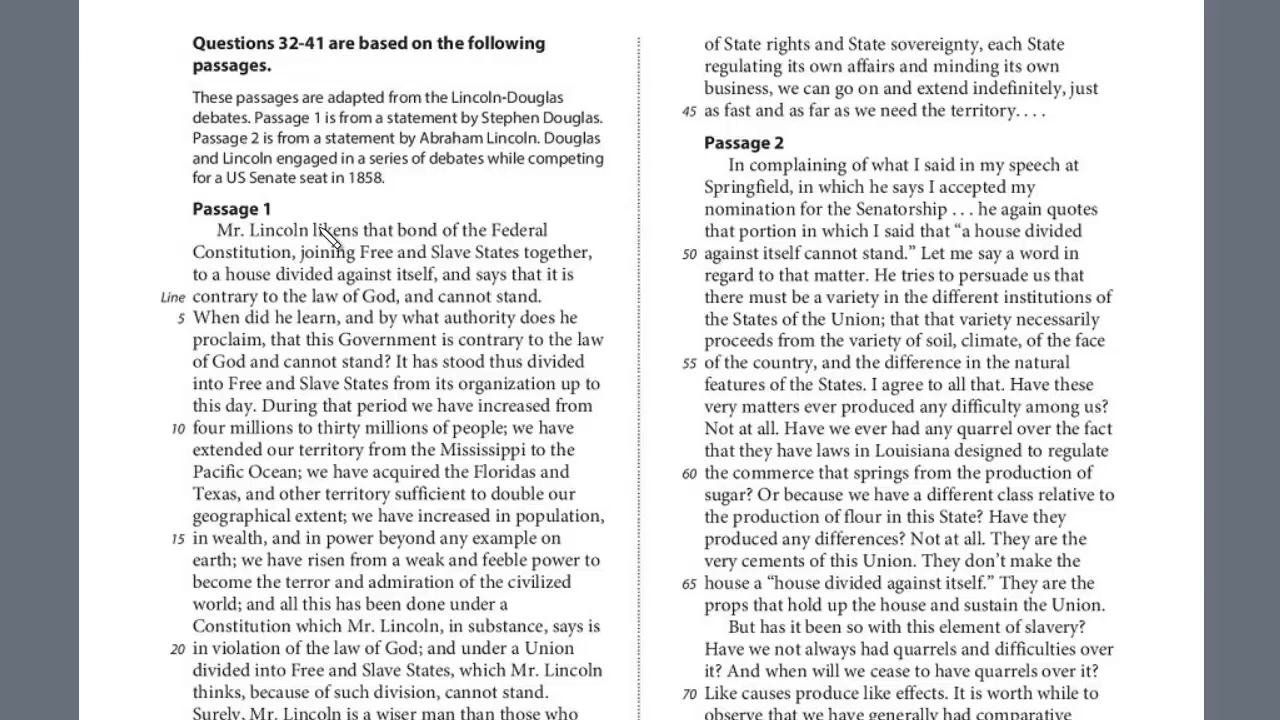 Questions 32-41 are based on the following
passages.
These passages are adapted from the Lincoln-Douglas
debates. Passage 1 is from a statement by Stephen Douglas.
Passage 2 is from a statement by Abraham Lincoln. Douglas
and Lincoln engaged in a series of debates while competing
for a US Senate seat in 1858.
Passage 1
Mr. Lincoln likens that bond of the Federal
Constitution, joining Free and Slave States together,
to a house divided against itself, and says that it is
Line contrary to the law of God, and cannot stand.
5 When did he learn, and by what authority does he
proclaim, that this Government is contrary to the law
of God and cannot stand? It has stood thus divided
into Free and Slave States from its organization up to
this day. During that period we have increased from
10 four millions to thirty millions of people; we have
extended our territory from the Mississippi to the
Pacific Ocean; we have acquired the Floridas and
Texas, and other territory sufficient to double our
geographical extent; we have increased in population,
15 in wealth, and in power beyond any example on
earth; we have risen from a weak and feeble power to
become the terror and admiration of the civilized
world; and all this has been done under a
Constitution which Mr. Lincoln, in substance, says is
20 in violation of the law of God; and under a Union
divided into Free and Slave States, which Mr. Lincoln
thinks, because of such division, cannot stand.
Surely, Mr. Lincoln is a wiser man than those who
of State rights and State sovereignty, each State
regulating its own affairs and minding its own
business, we can go on and extend indefinitely, just
45 as fast and as far as we need the territory. . . .
Passage 2
In complaining of what I said in my speech at
Springfield, in which he says I accepted my
nomination for the Senatorship . . . he again quotes
that portion in which I said that “a house divided
50 against itself cannot stand.” Let me say a word in
regard to that matter. He tries to persuade us that
there must be a variety in the different institutions of
the States of the Union; that that variety necessarily
proceeds from the variety of soil, climate, of the face
55 of the country, and the difference in the natural
features of the States. I agree to all that. Have these
very matters ever produced any difficulty among us?
Not at all. Have we ever had any quarrel over the fact
that they have laws in Louisiana designed to regulate
60 the commerce that springs from the production of
sugar? Or because we have a different class relative to
the production of flour in this State? Have they
produced any differences? Not at all. They are the
very cements of this Union. They don’t make the
65 house a “house divided against itself.” They are the
props that hold up the house and sustain the Union.
But has it been so with this element of slavery?
Have we not always had quarrels and difficulties over
it? And when will we cease to have quarrels over it?
70 Like causes produce like effects. It is worth while to
observe that we have generally had comparative